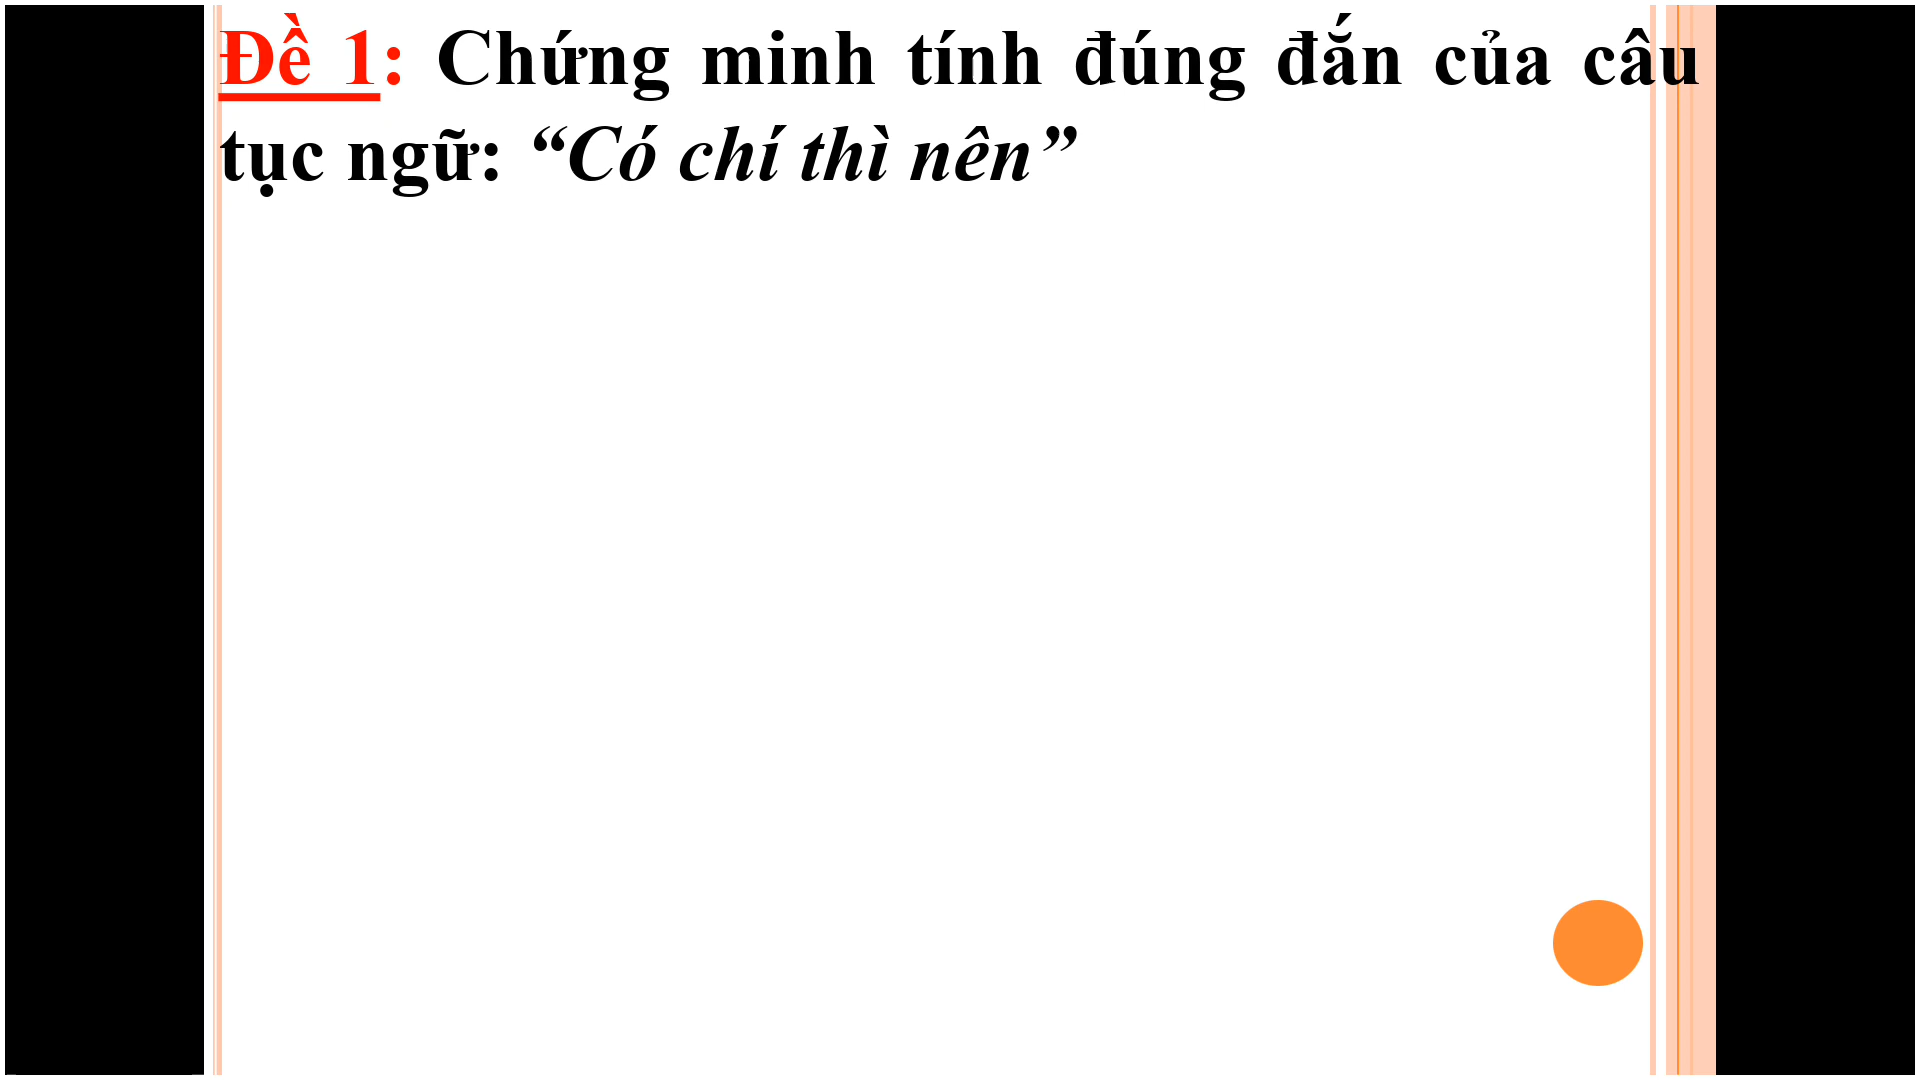 Đề 1: Chứng minh tính đúng đắn của câu
tục ngữ: “Có chí thì nên”